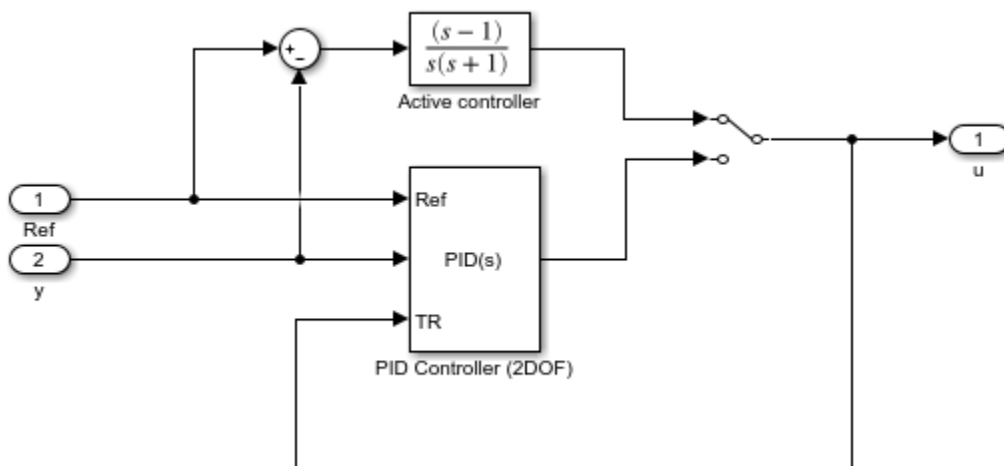 +
-
(s − 1)
s(s + 1)
Active controller
1
u
1
Ref
Ref
2
y
PID(s)
TR
PID Controller (2DOF)